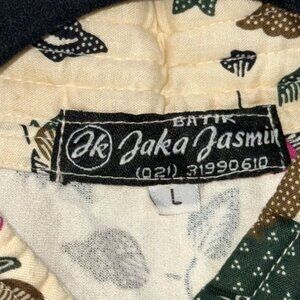 BATIK
Jk Jaka Jasmin
(021) 31990610
L